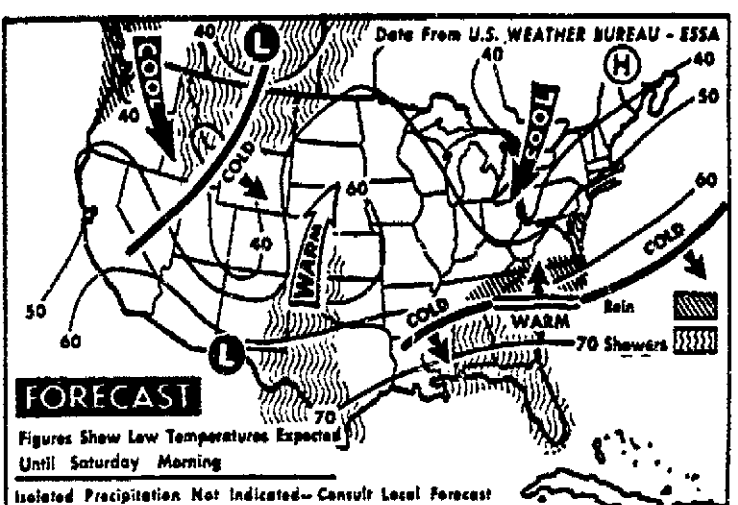 Data From U.S. WEATHER BUREAU - ESSA
COOL
40
L
40
H
40
50
40
COOL
COLD
60
60
WARM
40
COLD
COLD
50
60
WARM
Rain
70 Showers
L
70
FORECAST
Figures Show Low Temperatures Expected
Until Saturday Morning
Isolated Precipitation Not Indicated- Consult Local Forecast